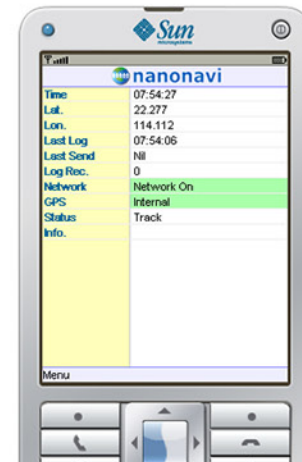 Sun
microsystems
nanonavi
Time 07:54:27
Lat. 22.277
Lon. 114.112
Last Log 07:54:06
Last Send Nil
Log Rec. 0
Network Network On
GPS Internal
Status Track
Info.
Menu